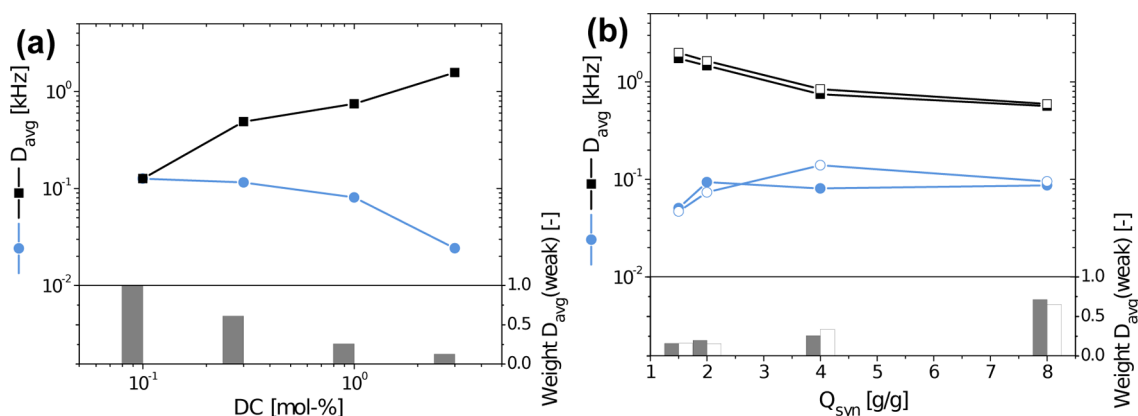 (a)
D_avg [kHz]
10^0
10^-1
10^-2
10^-1
10^0
DC [mol-%]
1.0
0.5
0.0
Weight D_avg(weak) [-]
(b)
D_avg [kHz]
10^0
10^-1
10^-2
1 2 3 4 5 6 7 8
Q_syn [g/g]
1.0
0.5
0.0
Weight D_avg(weak) [-]